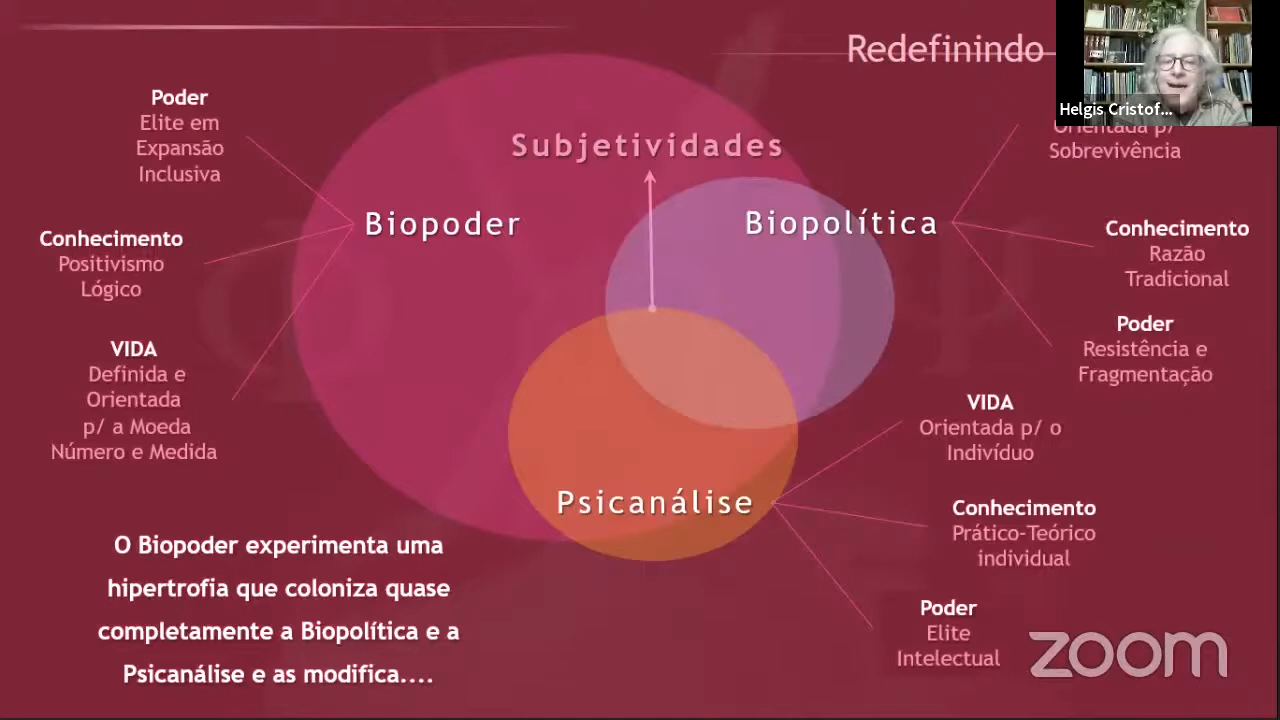 Redefinindo
Helgis Cristof...
Poder
Elite em
Expansão
Inclusiva
Conhecimento
Positivismo
Lógico
VIDA
Definida e
Orientada
p/ a Moeda
Número e Medida
Subjetividades
Biopoder
Biopolítica
Psicanálise
Orientada p/
Sobrevivência
Conhecimento
Razão
Tradicional
Poder
Resistência e
Fragmentação
VIDA
Orientada p/ o
Indivíduo
Conhecimento
Prático-Teórico
individual
Poder
Elite
Intelectual
O Biopoder experimenta uma
hipertrofia que coloniza quase
completamente a Biopolítica e a
Psicanálise e as modifica....
zoom